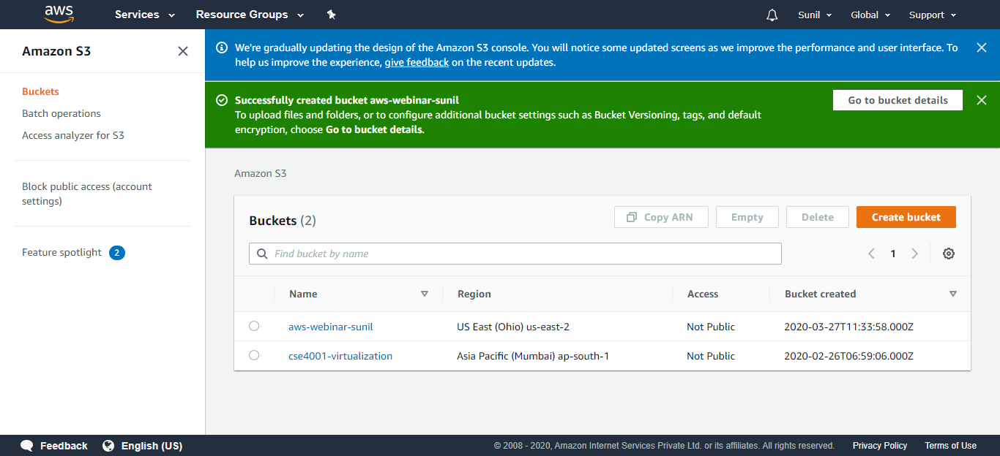 aws Services Resource Groups Sunil Global Support
Amazon S3
Buckets
Batch operations
Access analyzer for S3
Block public access (account
settings)
Feature spotlight 2
We're gradually updating the design of the Amazon S3 console. You will notice some updated screens as we improve the performance and user interface. To
help us improve the experience, give feedback on the recent updates.
Successfully created bucket aws-webinar-sunil
To upload files and folders, or to configure additional bucket settings such as Bucket Versioning, tags, and default
encryption, choose Go to bucket details.
Go to bucket details
Amazon S3
Buckets (2) Copy ARN Empty Delete Create bucket
Find bucket by name 1
Name Region Access Bucket created
aws-webinar-sunil US East (Ohio) us-east-2 Not Public 2020-03-27T11:33:58.000Z
cse4001-virtualization Asia Pacific (Mumbai) ap-south-1 Not Public 2020-02-26T06:59:06.000Z
Feedback English (US) © 2008 - 2020, Amazon Internet Services Private Ltd. or its affiliates. All rights reserved. Privacy Policy Terms of Use